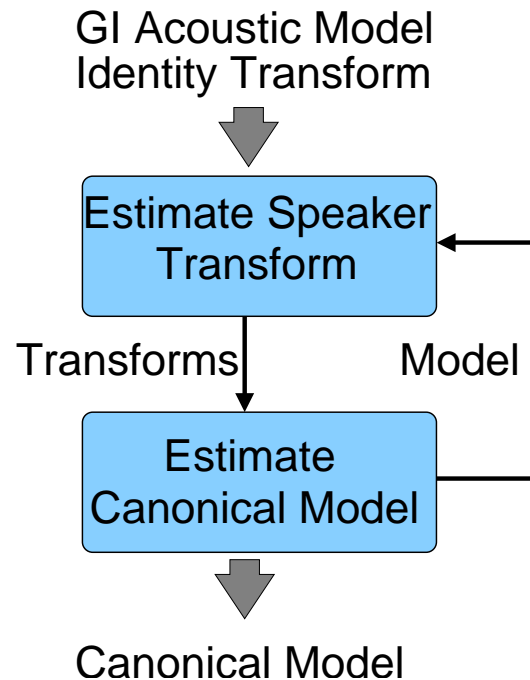 GI Acoustic Model
Identity Transform
Estimate Speaker
Transform
Transforms
Model
Estimate
Canonical Model
Canonical Model